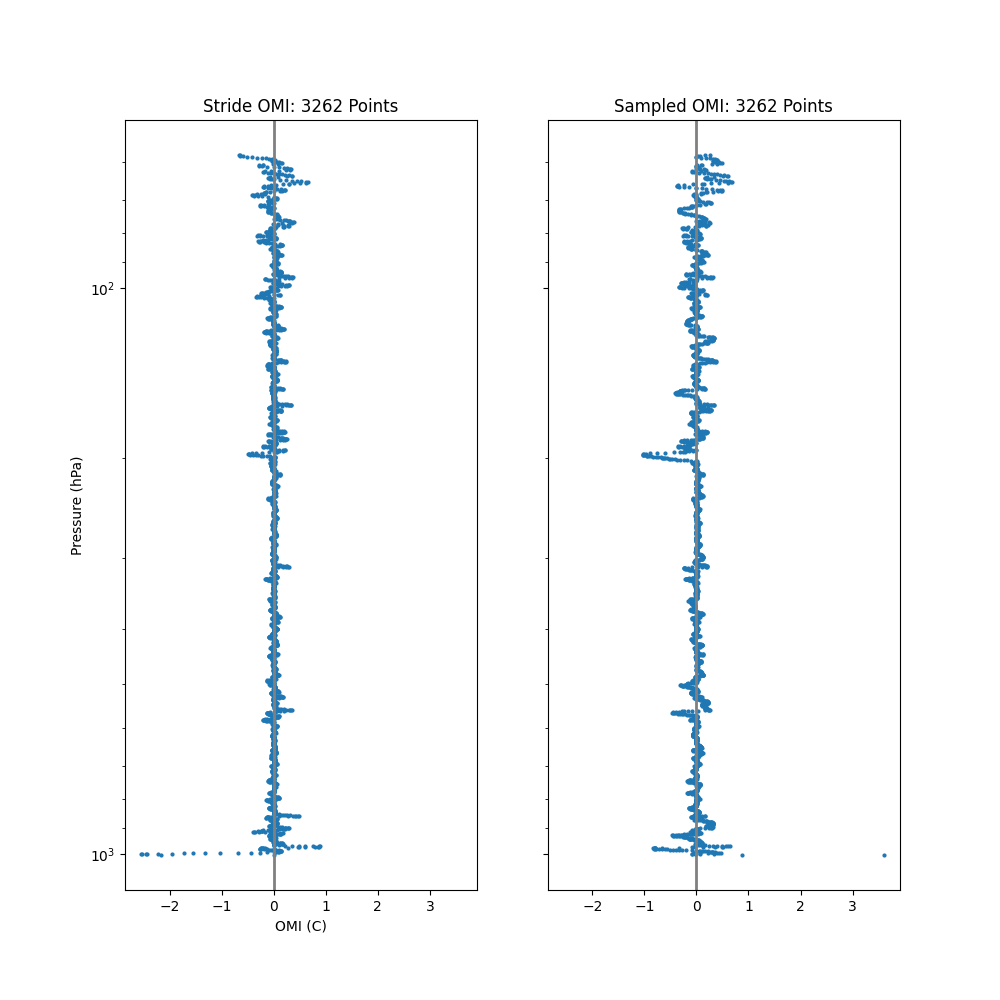 Stride OMI: 3262 Points
Sampled OMI: 3262 Points
Pressure (hPa)
10²
10³
−2 −1 0 1 2 3
−2 −1 0 1 2 3
OMI (C)